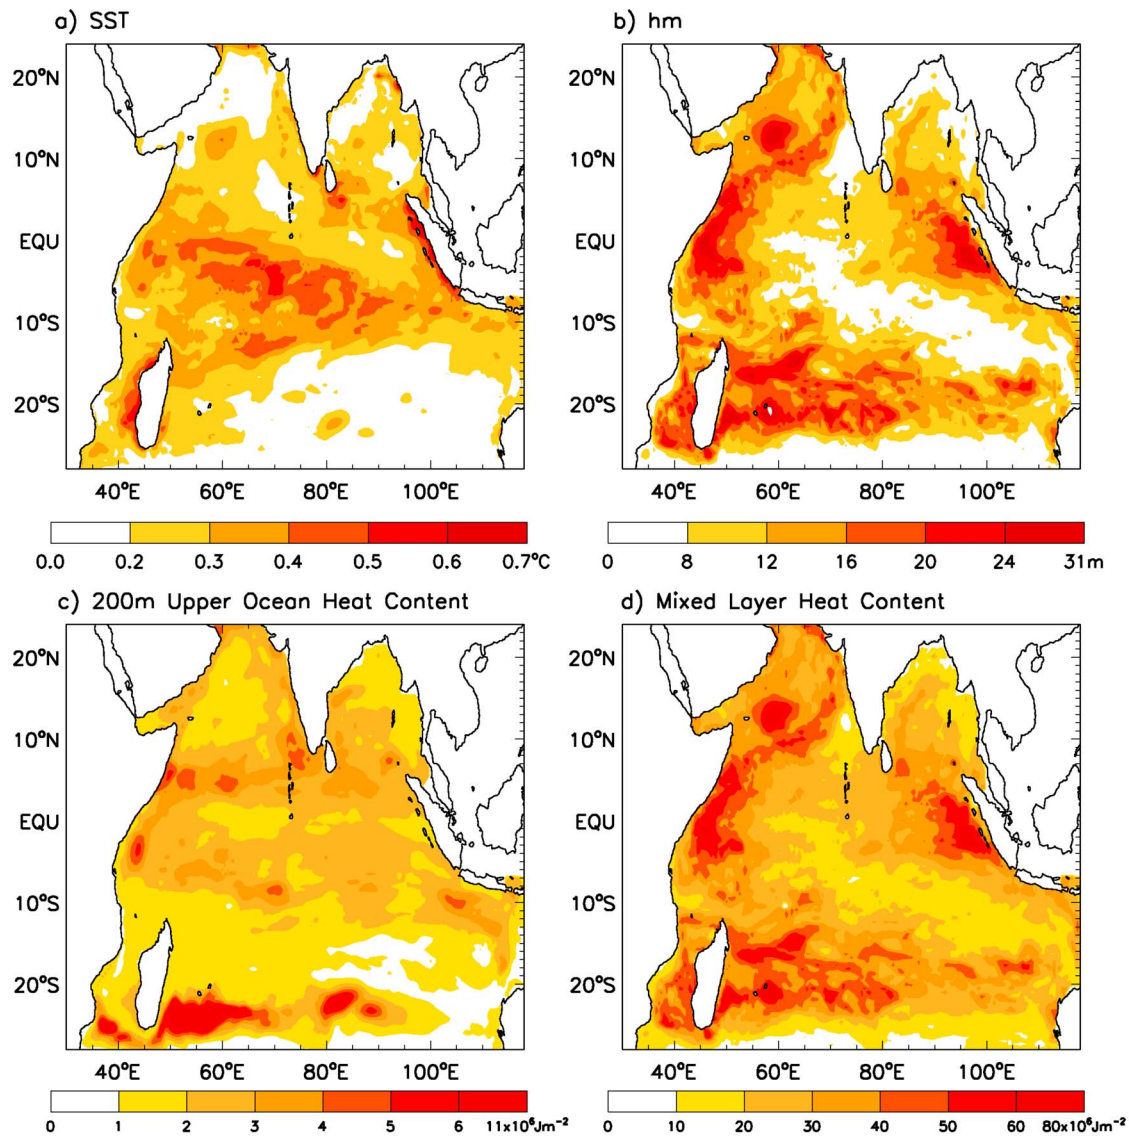 a) SST
b) hm
20°N 20°N
10°N 10°N
EQU EQU
10°S 10°S
20°S 20°S
40°E 60°E 80°E 100°E 40°E 60°E 80°E 100°E
0.0 0.2 0.3 0.4 0.5 0.6 0.7°C
0 8 12 16 20 24 31m
c) 200m Upper Ocean Heat Content
d) Mixed Layer Heat Content
20°N 20°N
10°N 10°N
EQU EQU
10°S 10°S
20°S 20°S
40°E 60°E 80°E 100°E 40°E 60°E 80°E 100°E
0 1 2 3 4 5 6 11x10⁶Jm⁻²
0 10 20 30 40 50 60 80x10⁶Jm⁻²